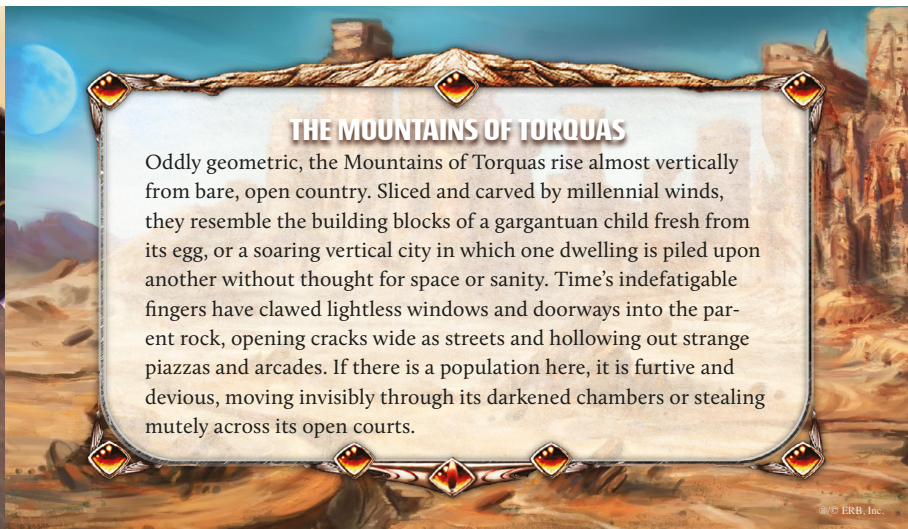 THE MOUNTAINS OF TORQUAS
Oddly geometric, the Mountains of Torquas rise almost vertically
from bare, open country. Sliced and carved by millennial winds,
they resemble the building blocks of a gargantuan child fresh from
its egg, or a soaring vertical city in which one dwelling is piled upon
another without thought for space or sanity. Time’s indefatigable
fingers have clawed lightless windows and doorways into the par-
ent rock, opening cracks wide as streets and hollowing out strange
piazzas and arcades. If there is a population here, it is furtive and
devious, moving invisibly through its darkened chambers or stealing
mutely across its open courts.
®/© ERB, Inc.